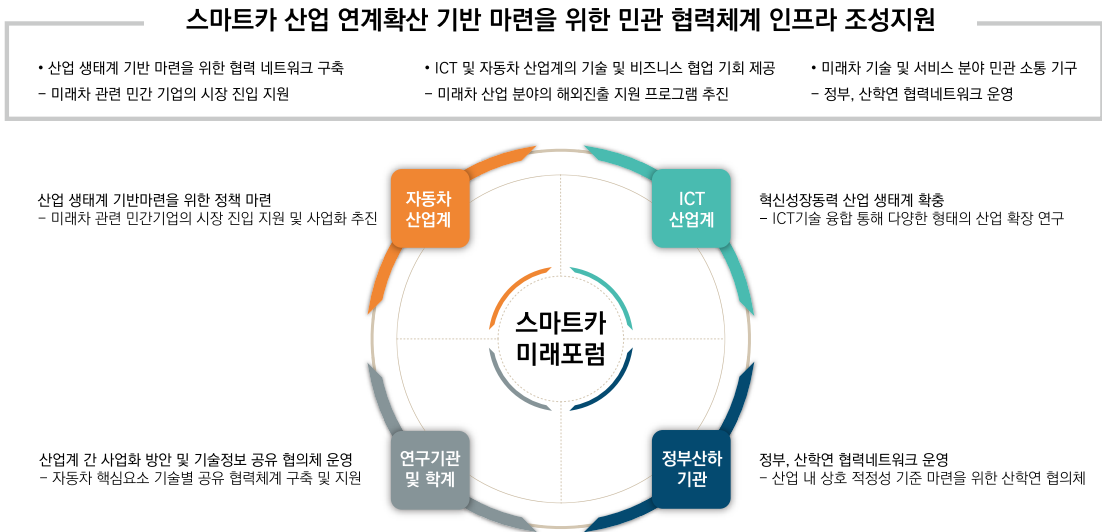 스마트카 산업 연계확산 기반 마련을 위한 민관 협력체계 인프라 조성지원
• 산업 생태계 기반 마련을 위한 협력 네트워크 구축
– 미래차 관련 민간 기업의 시장 진입 지원
• ICT 및 자동차 산업계의 기술 및 비즈니스 협업 기회 제공
– 미래차 산업 분야의 해외진출 지원 프로그램 추진
• 미래차 기술 및 서비스 분야 민관 소통 기구
– 정부, 산학연 협력네트워크 운영
산업 생태계 기반마련을 위한 정책 마련
– 미래차 관련 민간기업의 시장 진입 지원 및 사업화 추진
자동차
산업계
ICT
산업계
혁신성장동력 산업 생태계 확충
– ICT기술 융합 통해 다양한 형태의 산업 확장 연구
스마트카
미래포럼
산업계 간 사업화 방안 및 기술정보 공유 협의체 운영
– 자동차 핵심요소 기술별 공유 협력체계 구축 및 지원
연구기관
및 학계
정부산하
기관
정부, 산학연 협력네트워크 운영
– 산업 내 상호 적정성 기준 마련을 위한 산학연 협의체